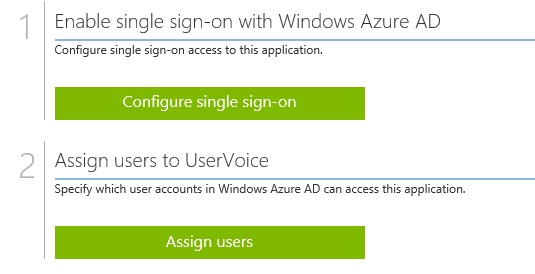 1
Enable single sign-on with Windows Azure AD
Configure single sign-on access to this application.
Configure single sign-on
2
Assign users to UserVoice
Specify which user accounts in Windows Azure AD can access this application.
Assign users